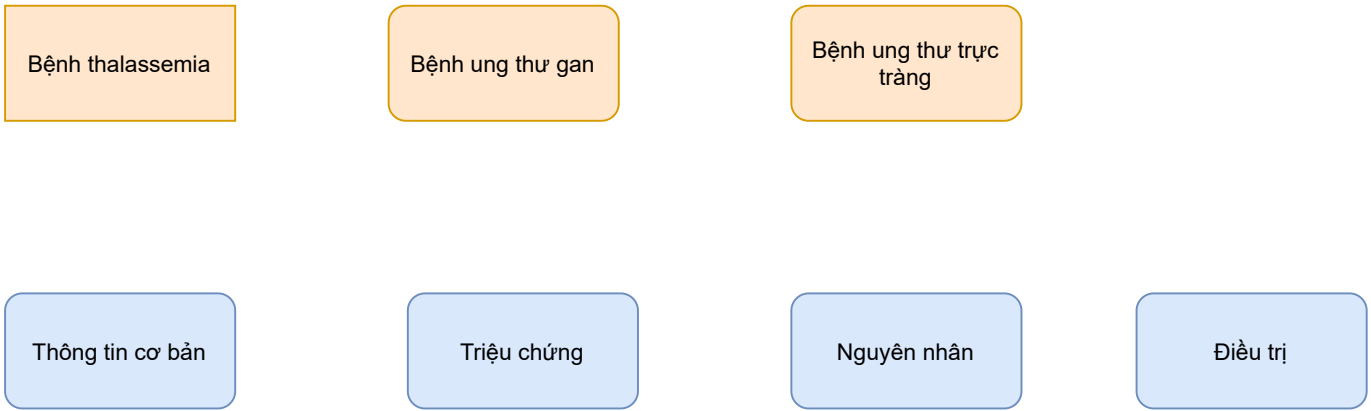 Bệnh thalassemia
Bệnh ung thư gan
Bệnh ung thư trực
tràng
Thông tin cơ bản
Triệu chứng
Nguyên nhân
Điều trị